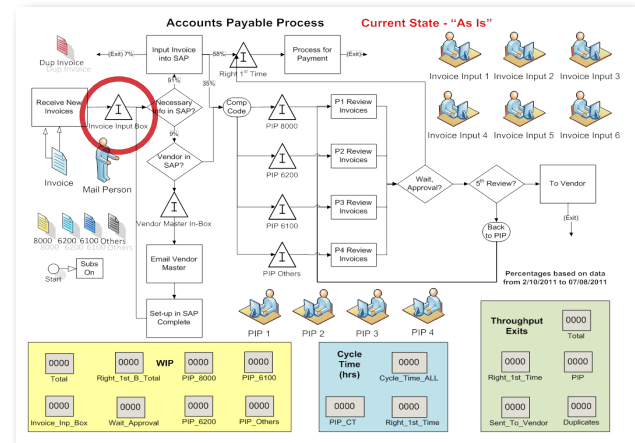 Accounts Payable Process
Current State - “As Is”
Dup Invoice
(Exit) 7%
Input Invoice
into SAP
58%
Right 1st Time
Process for
Payment
(Exit)
Invoice Input 1
Invoice Input 2
Invoice Input 3
91%
35%
Receive New
Invoices
I
Invoice Input Box
Necessary
Info in SAP?
Comp
Code
I
PIP 8000
P1 Review
Invoices
Invoice Input 4
Invoice Input 5
Invoice Input 6
9%
Invoice
Mail Person
Vendor in
SAP?
I
PIP 6200
P2 Review
Invoices
Wait,
Approval?
5th Review?
To Vendor
(Exit)
I
Vendor Master In-Box
I
PIP 6100
P3 Review
Invoices
Back
to PIP
8000
6200
6100
Others
Start
Subs
On
Email Vendor
Master
I
PIP Others
P4 Review
Invoices
Percentages based on data
from 2/10/2011 to 07/08/2011
Set-up in SAP
Complete
PIP 1
PIP 2
PIP 3
PIP 4
WIP
0000
Total
0000
Right_1st_B_Total
0000
PIP_8000
0000
PIP_6100
0000
Invoice_Inp_Box
0000
Wait_Approval
0000
PIP_6200
0000
PIP_Others
Cycle
Time
(hrs)
0000
Cycle_Time_ALL
0000
PIP_CT
0000
Right_1st_Time
Throughput
Exits
0000
Total
0000
Right_1st_Time
0000
PIP
0000
Sent_To_Vendor
0000
Duplicates